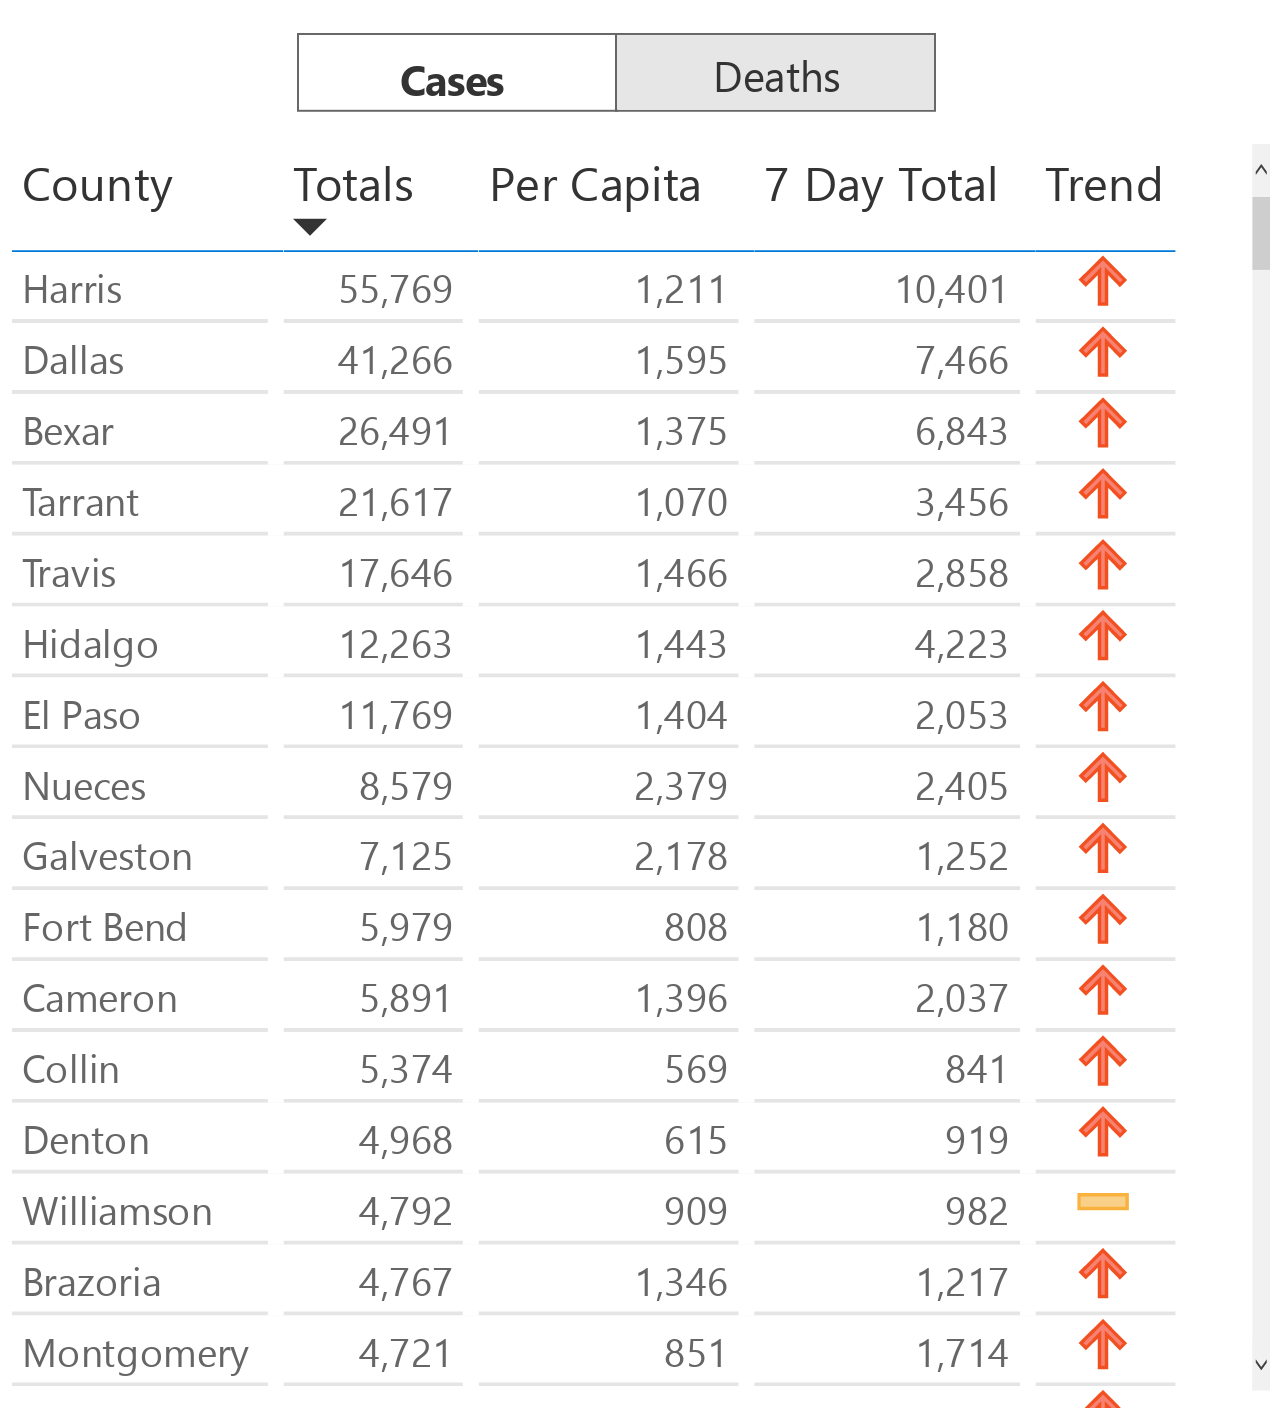 Cases Deaths
County Totals Per Capita 7 Day Total Trend
Harris 55,769 1,211 10,401
Dallas 41,266 1,595 7,466
Bexar 26,491 1,375 6,843
Tarrant 21,617 1,070 3,456
Travis 17,646 1,466 2,858
Hidalgo 12,263 1,443 4,223
El Paso 11,769 1,404 2,053
Nueces 8,579 2,379 2,405
Galveston 7,125 2,178 1,252
Fort Bend 5,979 808 1,180
Cameron 5,891 1,396 2,037
Collin 5,374 569 841
Denton 4,968 615 919
Williamson 4,792 909 982
Brazoria 4,767 1,346 1,217
Montgomery 4,721 851 1,714